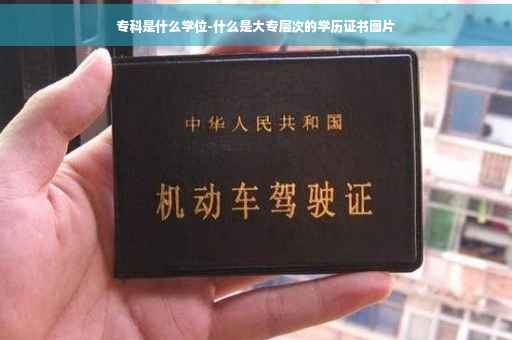 专科是什么学位-什么是大专层次的学历证书图片
中华人民共和国
机动车驾驶证